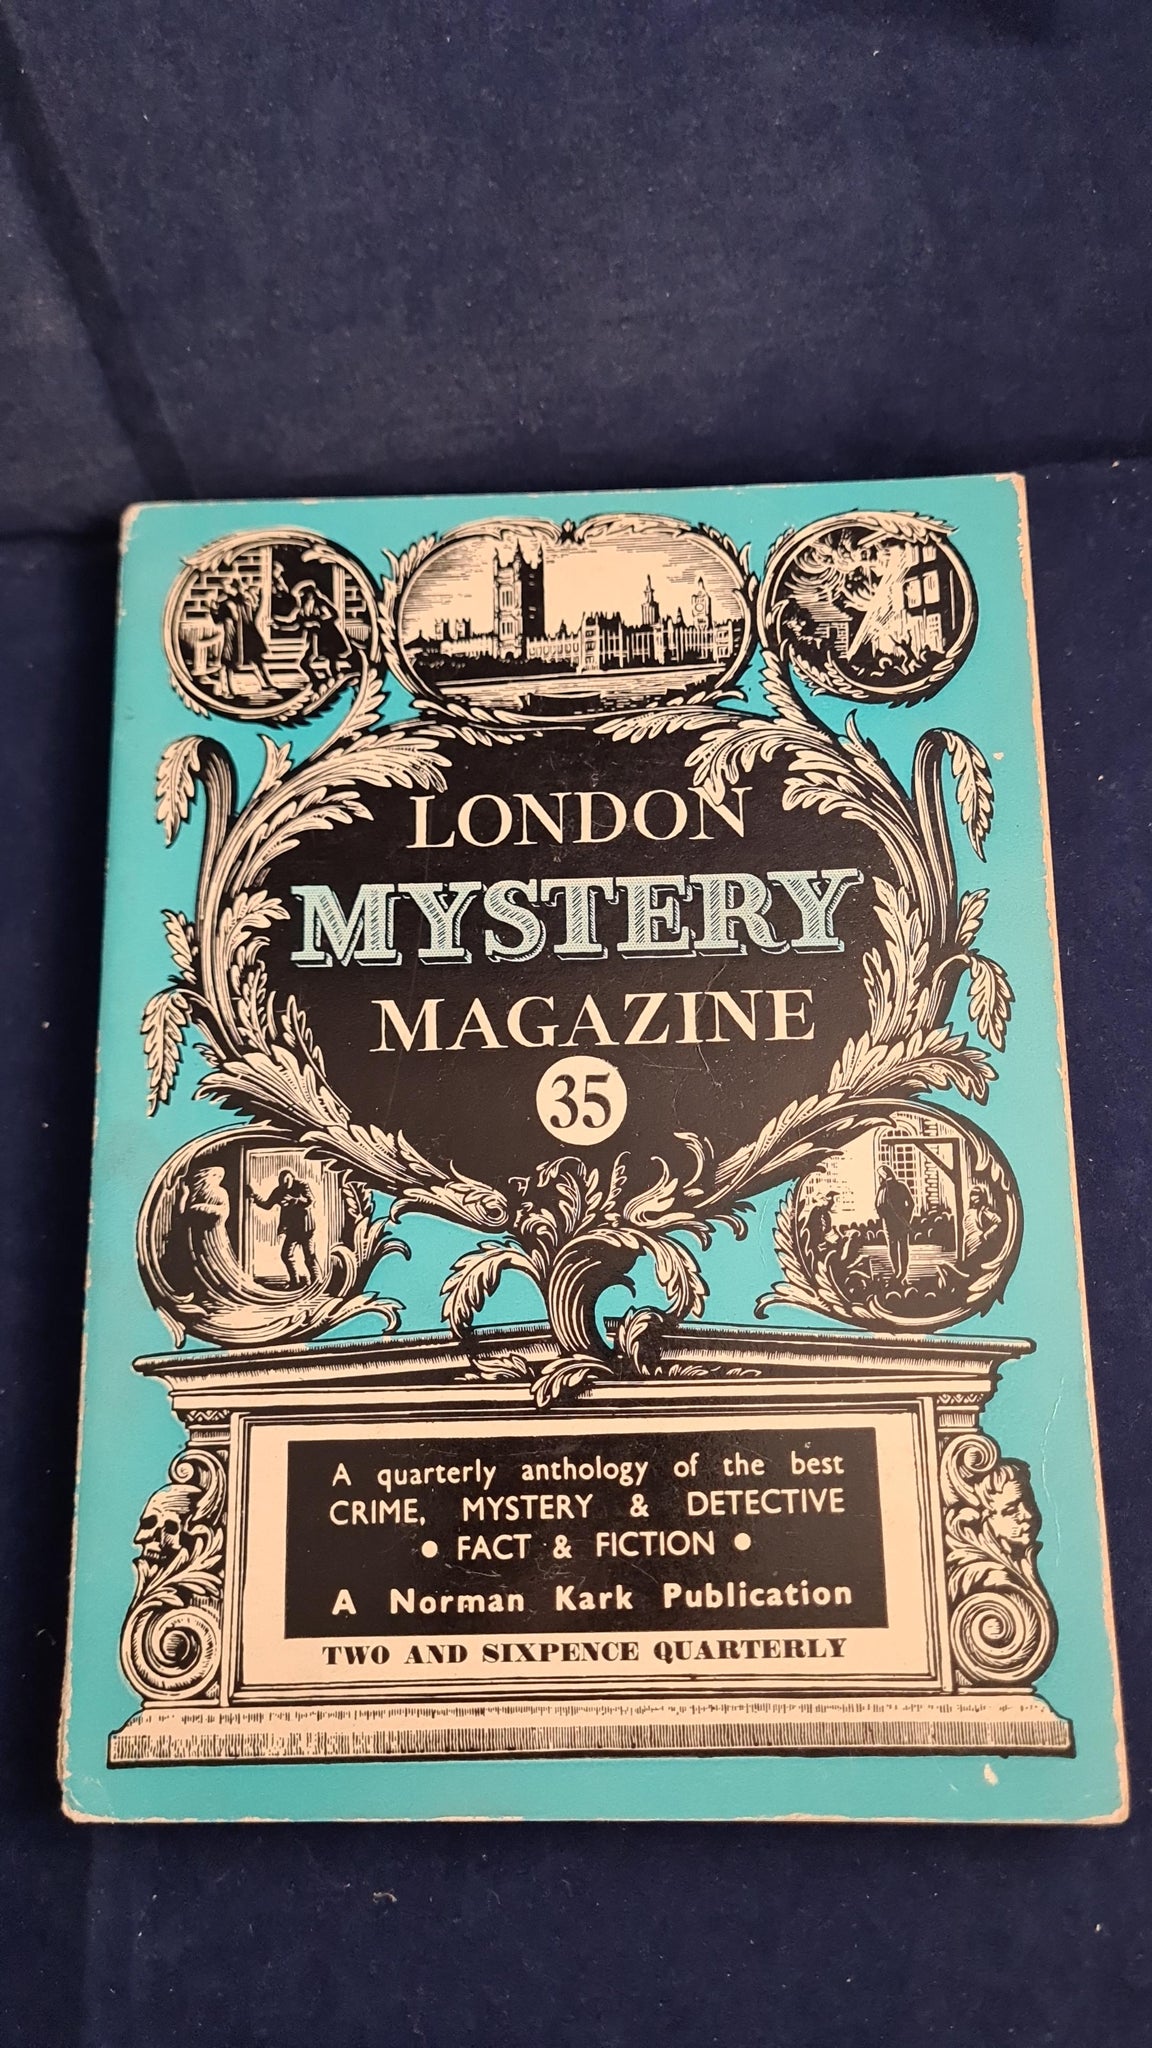 LONDON
MYSTERY
MAGAZINE
35
A quarterly anthology of the best
CRIME, MYSTERY & DETECTIVE
• FACT & FICTION •
A Norman Kark Publication
TWO AND SIXPENCE QUARTERLY